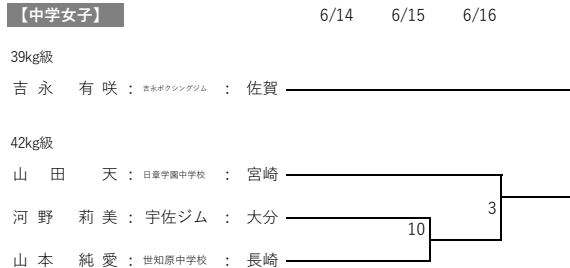 【中学女子】 6/14 6/15 6/16
39kg級
吉永 有咲 : 吉永ボクシングジム : 佐賀
42kg級
山田 天 : 日章学園中学校 : 宮崎
河野 莉美 : 宇佐ジム : 大分
3
10
山本 純愛 : 世知原中学校 : 長崎